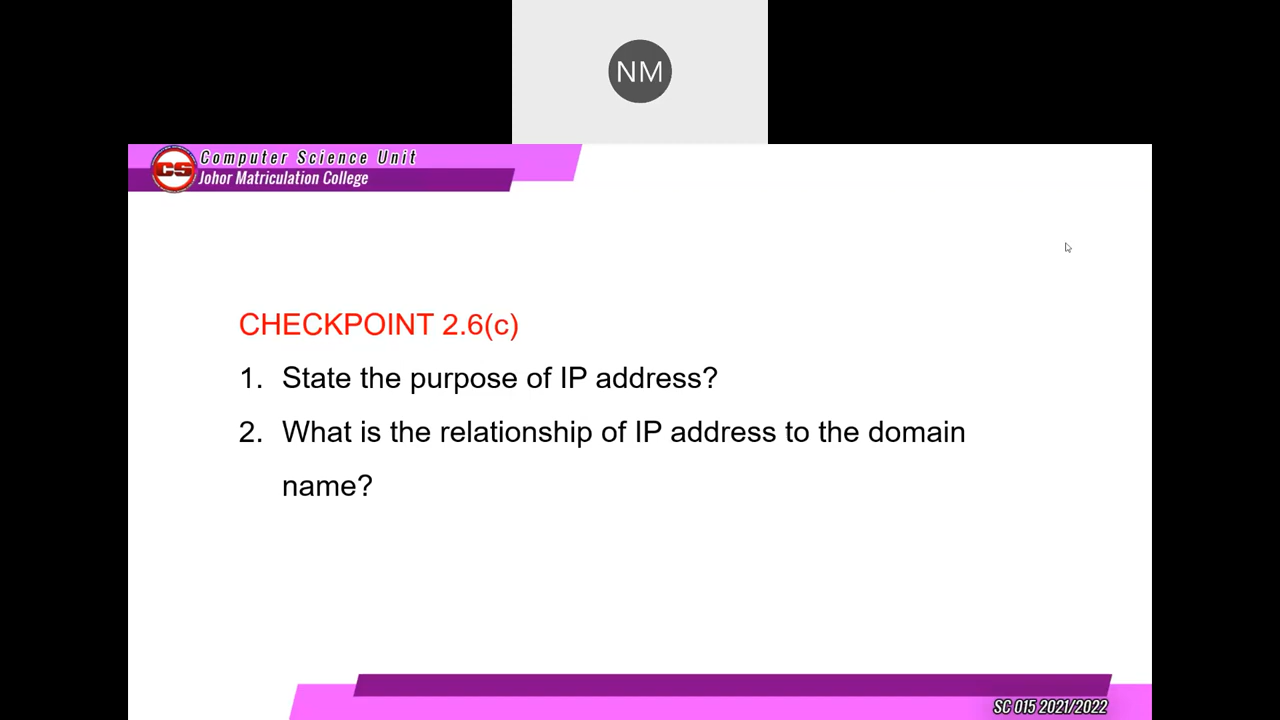 NM
CS
Computer Science Unit
Johor Matriculation College
CHECKPOINT 2.6(c)
1. State the purpose of IP address?
2. What is the relationship of IP address to the domain
name?
SC 015 2021/2022